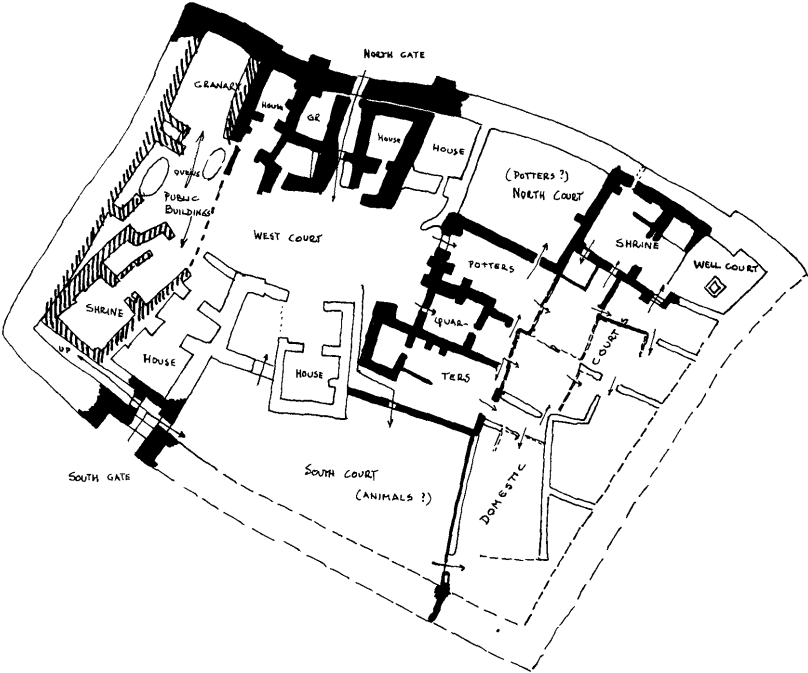 NORTH GATE
GRANARY
HOUSE
GR
HOUSE
HOUSE
QUERNS
PUBLIC
BUILDINGS
(POTTERS ?)
NORTH COURT
WEST COURT
SHRINE
WELL COURT
POTTERS
QUAR-
TERS
COURTS
SHRINE
HOUSE
HOUSE
UP
SOUTH GATE
SOUTH COURT
(ANIMALS ?)
DOMESTIC